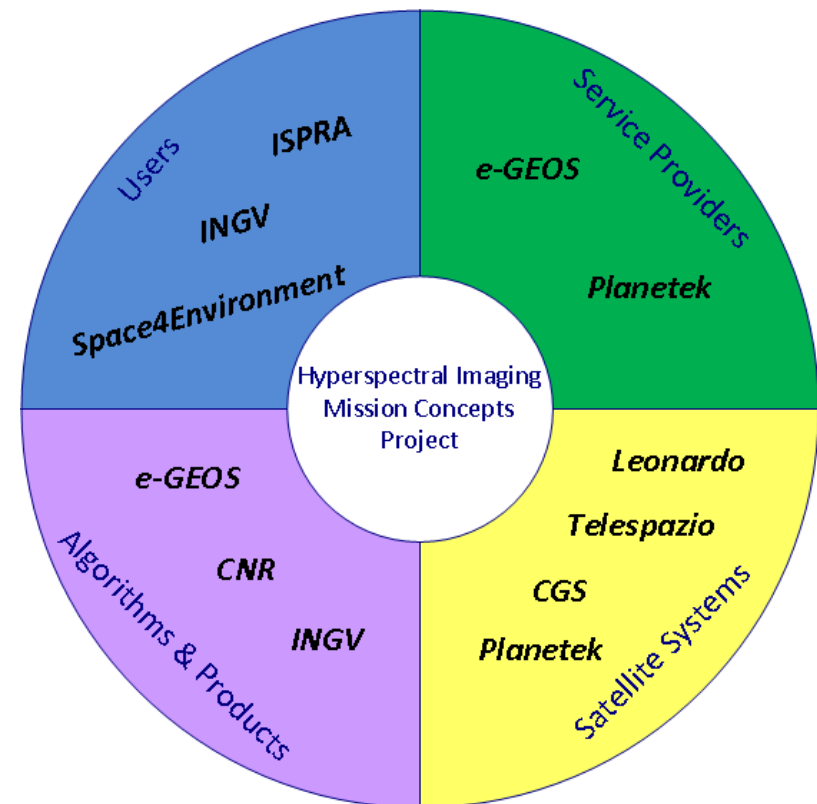 Users
ISPRA
INGV
Space4Environment
Service Providers
e-GEOS
Planetek
Hyperspectral Imaging
Mission Concepts
Project
Algorithms & Products
e-GEOS
CNR
INGV
Satellite Systems
Leonardo
Telespazio
CGS
Planetek